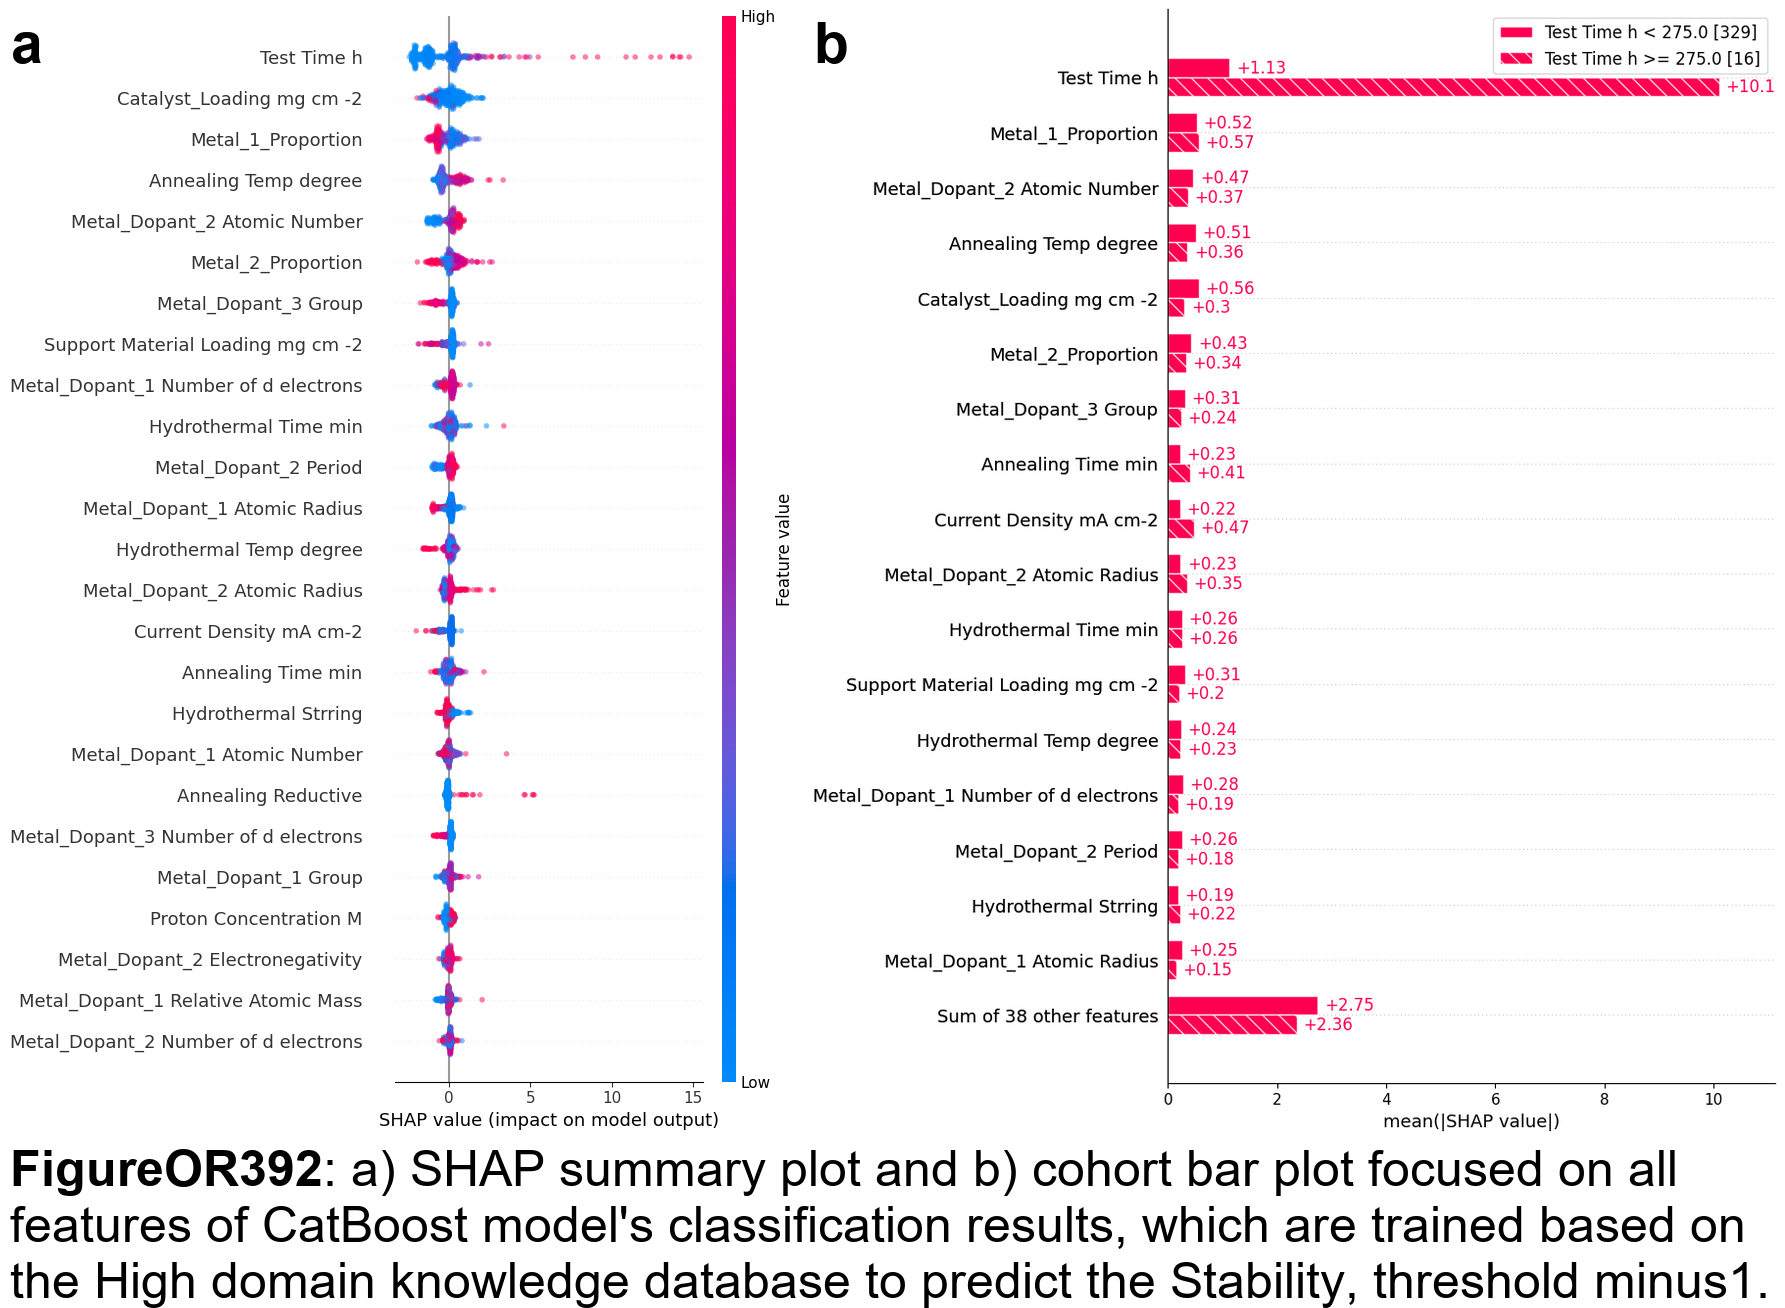 a
Test Time h
Catalyst_Loading mg cm -2
Metal_1_Proportion
Annealing Temp degree
Metal_Dopant_2 Atomic Number
Metal_2_Proportion
Metal_Dopant_3 Group
Support Material Loading mg cm -2
Metal_Dopant_1 Number of d electrons
Hydrothermal Time min
Metal_Dopant_2 Period
Metal_Dopant_1 Atomic Radius
Hydrothermal Temp degree
Metal_Dopant_2 Atomic Radius
Current Density mA cm-2
Annealing Time min
Hydrothermal Strring
Metal_Dopant_1 Atomic Number
Annealing Reductive
Metal_Dopant_3 Number of d electrons
Metal_Dopant_1 Group
Proton Concentration M
Metal_Dopant_2 Electronegativity
Metal_Dopant_1 Relative Atomic Mass
Metal_Dopant_2 Number of d electrons
0 5 10 15
SHAP value (impact on model output)
High
Feature value
Low
b
Test Time h < 275.0 [329]
Test Time h >= 275.0 [16]
Test Time h +1.13
+10.1
Metal_1_Proportion +0.52
+0.57
Metal_Dopant_2 Atomic Number +0.47
+0.37
Annealing Temp degree +0.51
+0.36
Catalyst_Loading mg cm -2 +0.56
+0.3
Metal_2_Proportion +0.43
+0.34
Metal_Dopant_3 Group +0.31
+0.24
Annealing Time min +0.23
+0.41
Current Density mA cm-2 +0.22
+0.47
Metal_Dopant_2 Atomic Radius +0.23
+0.35
Hydrothermal Time min +0.26
+0.26
Support Material Loading mg cm -2 +0.31
+0.2
Hydrothermal Temp degree +0.24
+0.23
Metal_Dopant_1 Number of d electrons +0.28
+0.19
Metal_Dopant_2 Period +0.26
+0.18
Hydrothermal Strring +0.19
+0.22
Metal_Dopant_1 Atomic Radius +0.25
+0.15
Sum of 38 other features +2.75
+2.36
0 2 4 6 8 10
mean(|SHAP value|)
FigureOR392: a) SHAP summary plot and b) cohort bar plot focused on all
features of CatBoost model's classification results, which are trained based on
the High domain knowledge database to predict the Stability, threshold minus1.